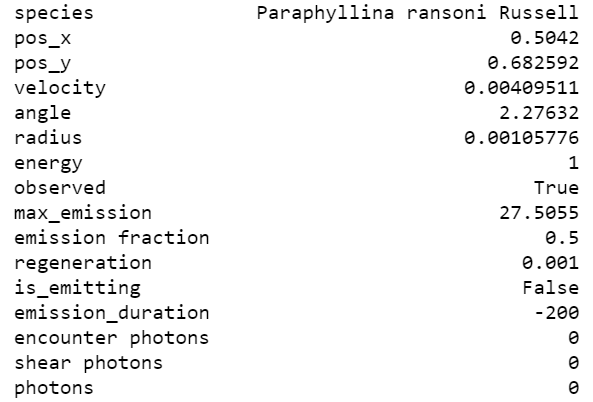 species Paraphyllina ransoni Russell
pos_x 0.5042
pos_y 0.682592
velocity 0.00409511
angle 2.27632
radius 0.00105776
energy 1
observed True
max_emission 27.5055
emission fraction 0.5
regeneration 0.001
is_emitting False
emission_duration -200
encounter photons 0
shear photons 0
photons 0